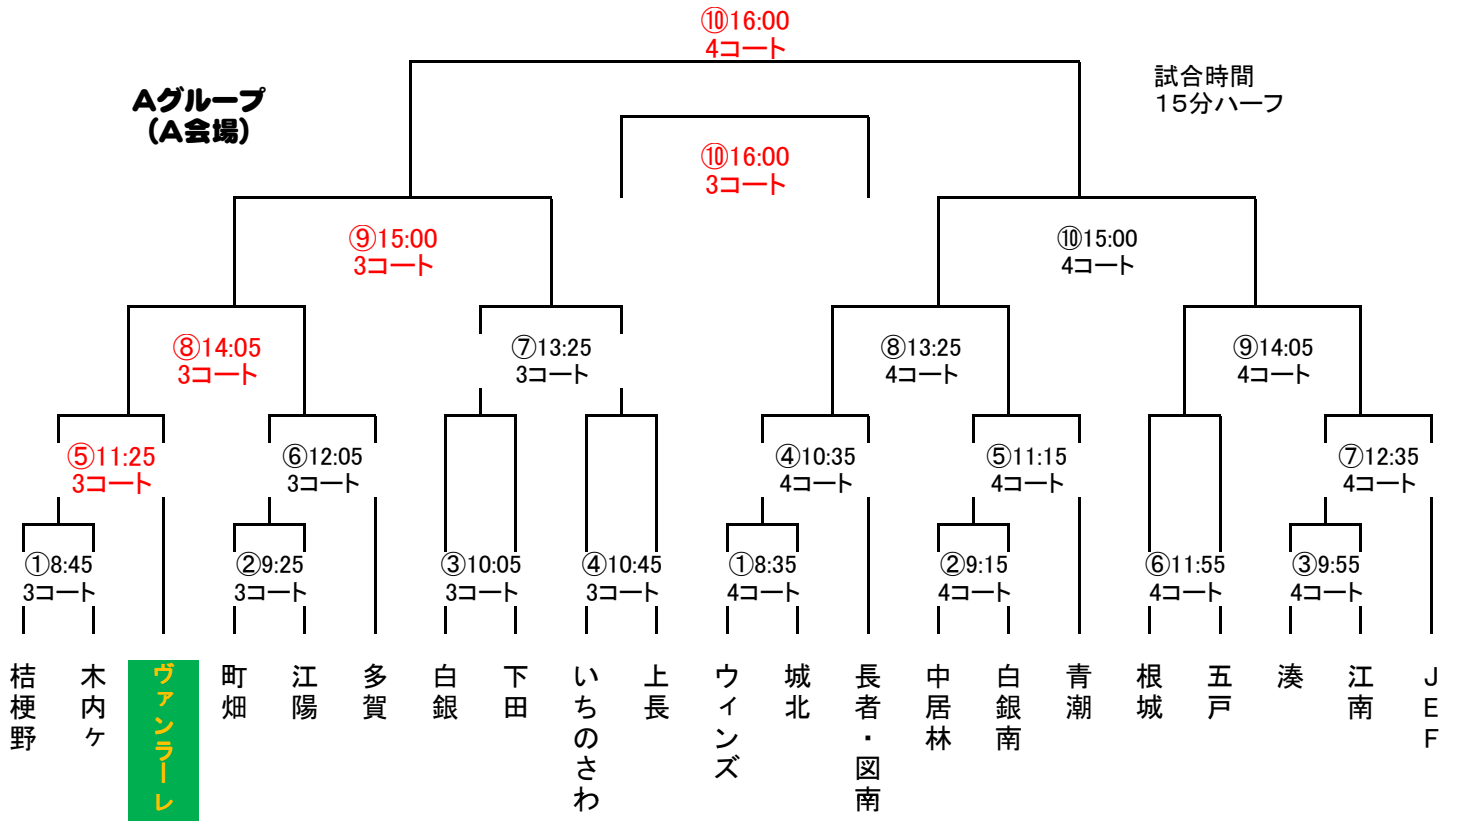 ⑩16:00
4コート
Aグループ
(A会場)
試合時間
15分ハーフ
⑩16:00
3コート
⑨15:00
3コート
⑩15:00
4コート
⑧14:05
3コート
⑦13:25
3コート
⑧13:25
4コート
⑨14:05
4コート
⑤11:25
3コート
⑥12:05
3コート
④10:35
4コート
⑤11:15
4コート
⑦12:35
4コート
①8:45
3コート
②9:25
3コート
③10:05
3コート
④10:45
3コート
①8:35
4コート
②9:15
4コート
⑥11:55
4コート
③9:55
4コート
桔梗野
木内ヶ
ヴァンラーレ
町畑
江陽
多賀
白銀
下田
いちのさわ
上長
ウィンズ
城北
長者・図南
中居林
白銀南
青潮
根城
五戸
湊
江南
JEF